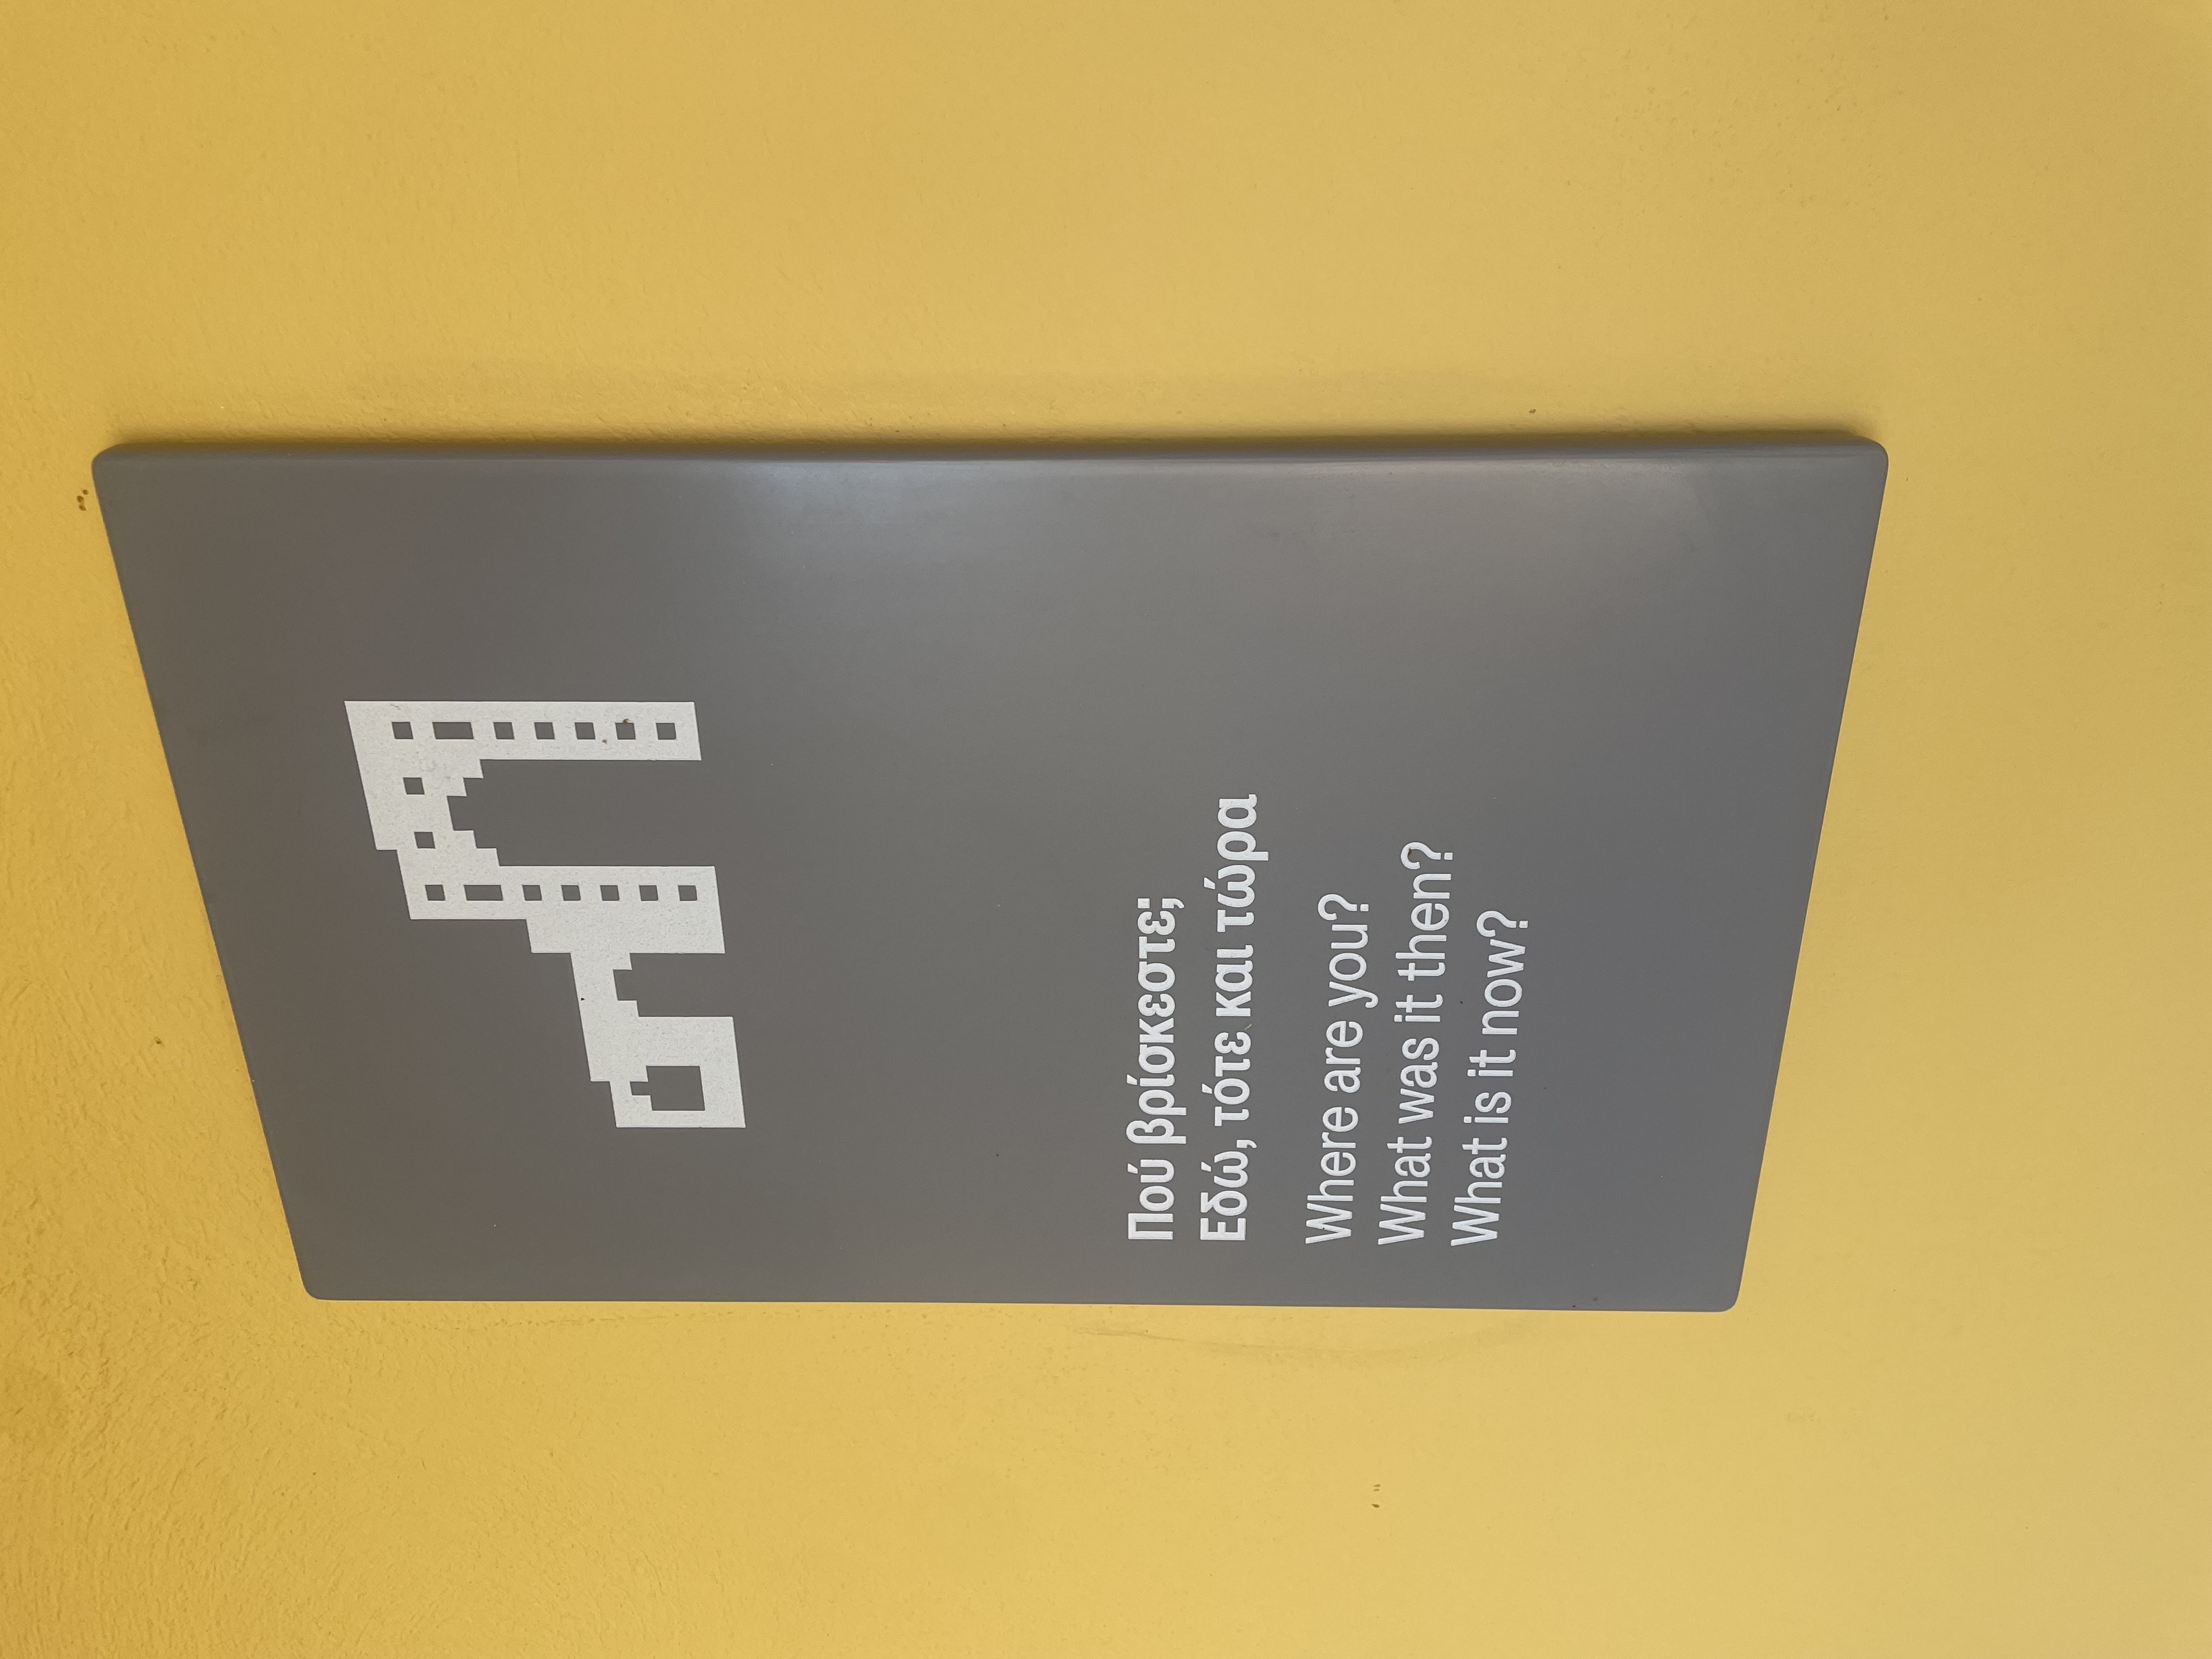 Πού βρίσκεστε;
Εδώ, τότε και τώρα
Where are you?
What was it then?
What is it now?